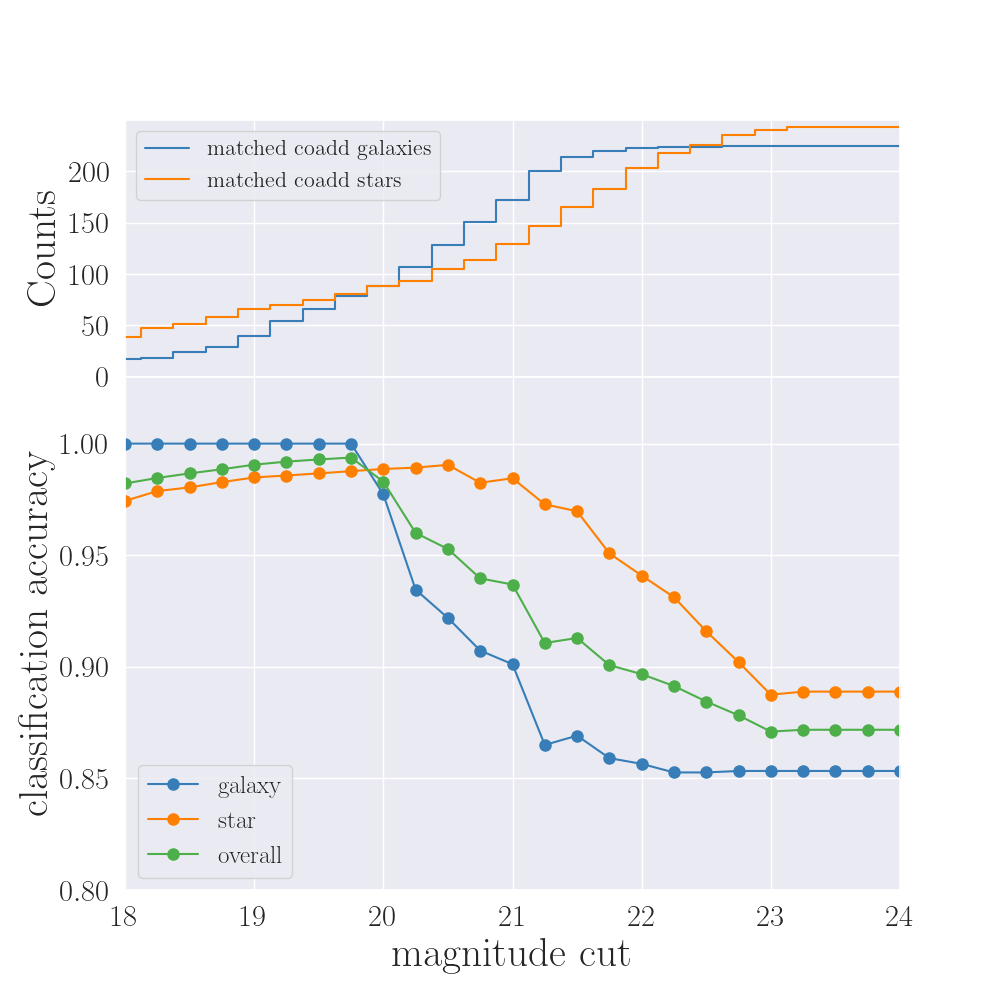 matched coadd galaxies
matched coadd stars
Counts
200
150
100
50
0
classification accuracy
1.00
0.95
0.90
0.85
0.80
galaxy
star
overall
18 19 20 21 22 23 24
magnitude cut